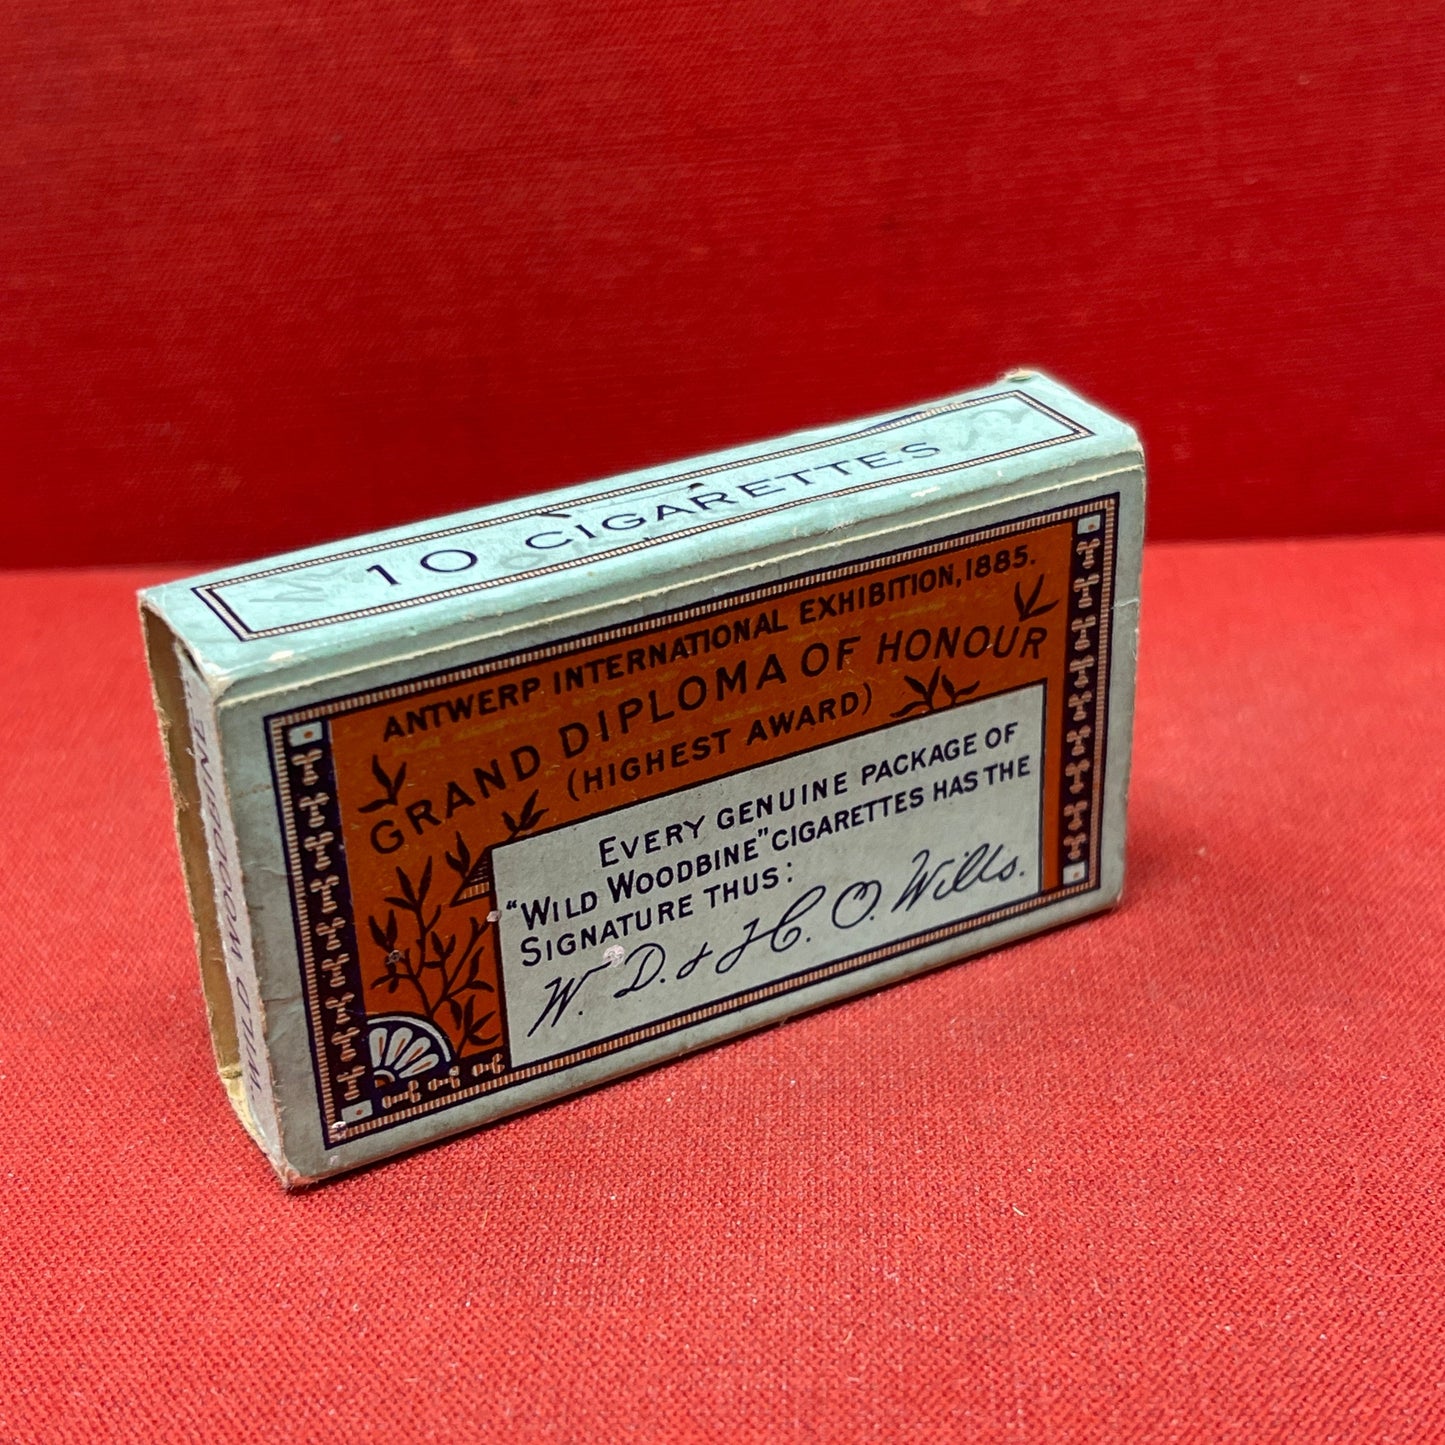 10 CIGARETTES
ANTWERP INTERNATIONAL EXHIBITION, 1885.
GRAND DIPLOMA OF HONOUR
(HIGHEST AWARD)
EVERY GENUINE PACKAGE OF
"WILD WOODBINE" CIGARETTES HAS THE
SIGNATURE THUS:
W. D. & H. O. Wills.
WILD WOODBINE